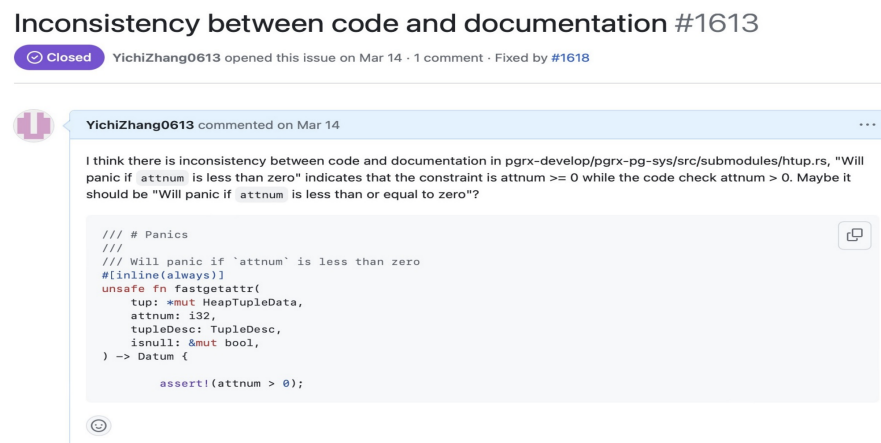 Inconsistency between code and documentation #1613
Closed YichiZhang0613 opened this issue on Mar 14 · 1 comment · Fixed by #1618
YichiZhang0613 commented on Mar 14
I think there is inconsistency between code and documentation in pgrx-develop/pgrx-pg-sys/src/submodules/htup.rs, "Will
panic if attnum is less than zero" indicates that the constraint is attnum >= 0 while the code check attnum > 0. Maybe it
should be "Will panic if attnum is less than or equal to zero"?
/// # Panics
///
/// Will panic if `attnum` is less than zero
#[inline(always)]
unsafe fn fastgetattr(
    tup: *mut HeapTupleData,
    attnum: i32,
    tupleDesc: TupleDesc,
    isnull: &mut bool,
) -> Datum {
        assert!(attnum > 0);